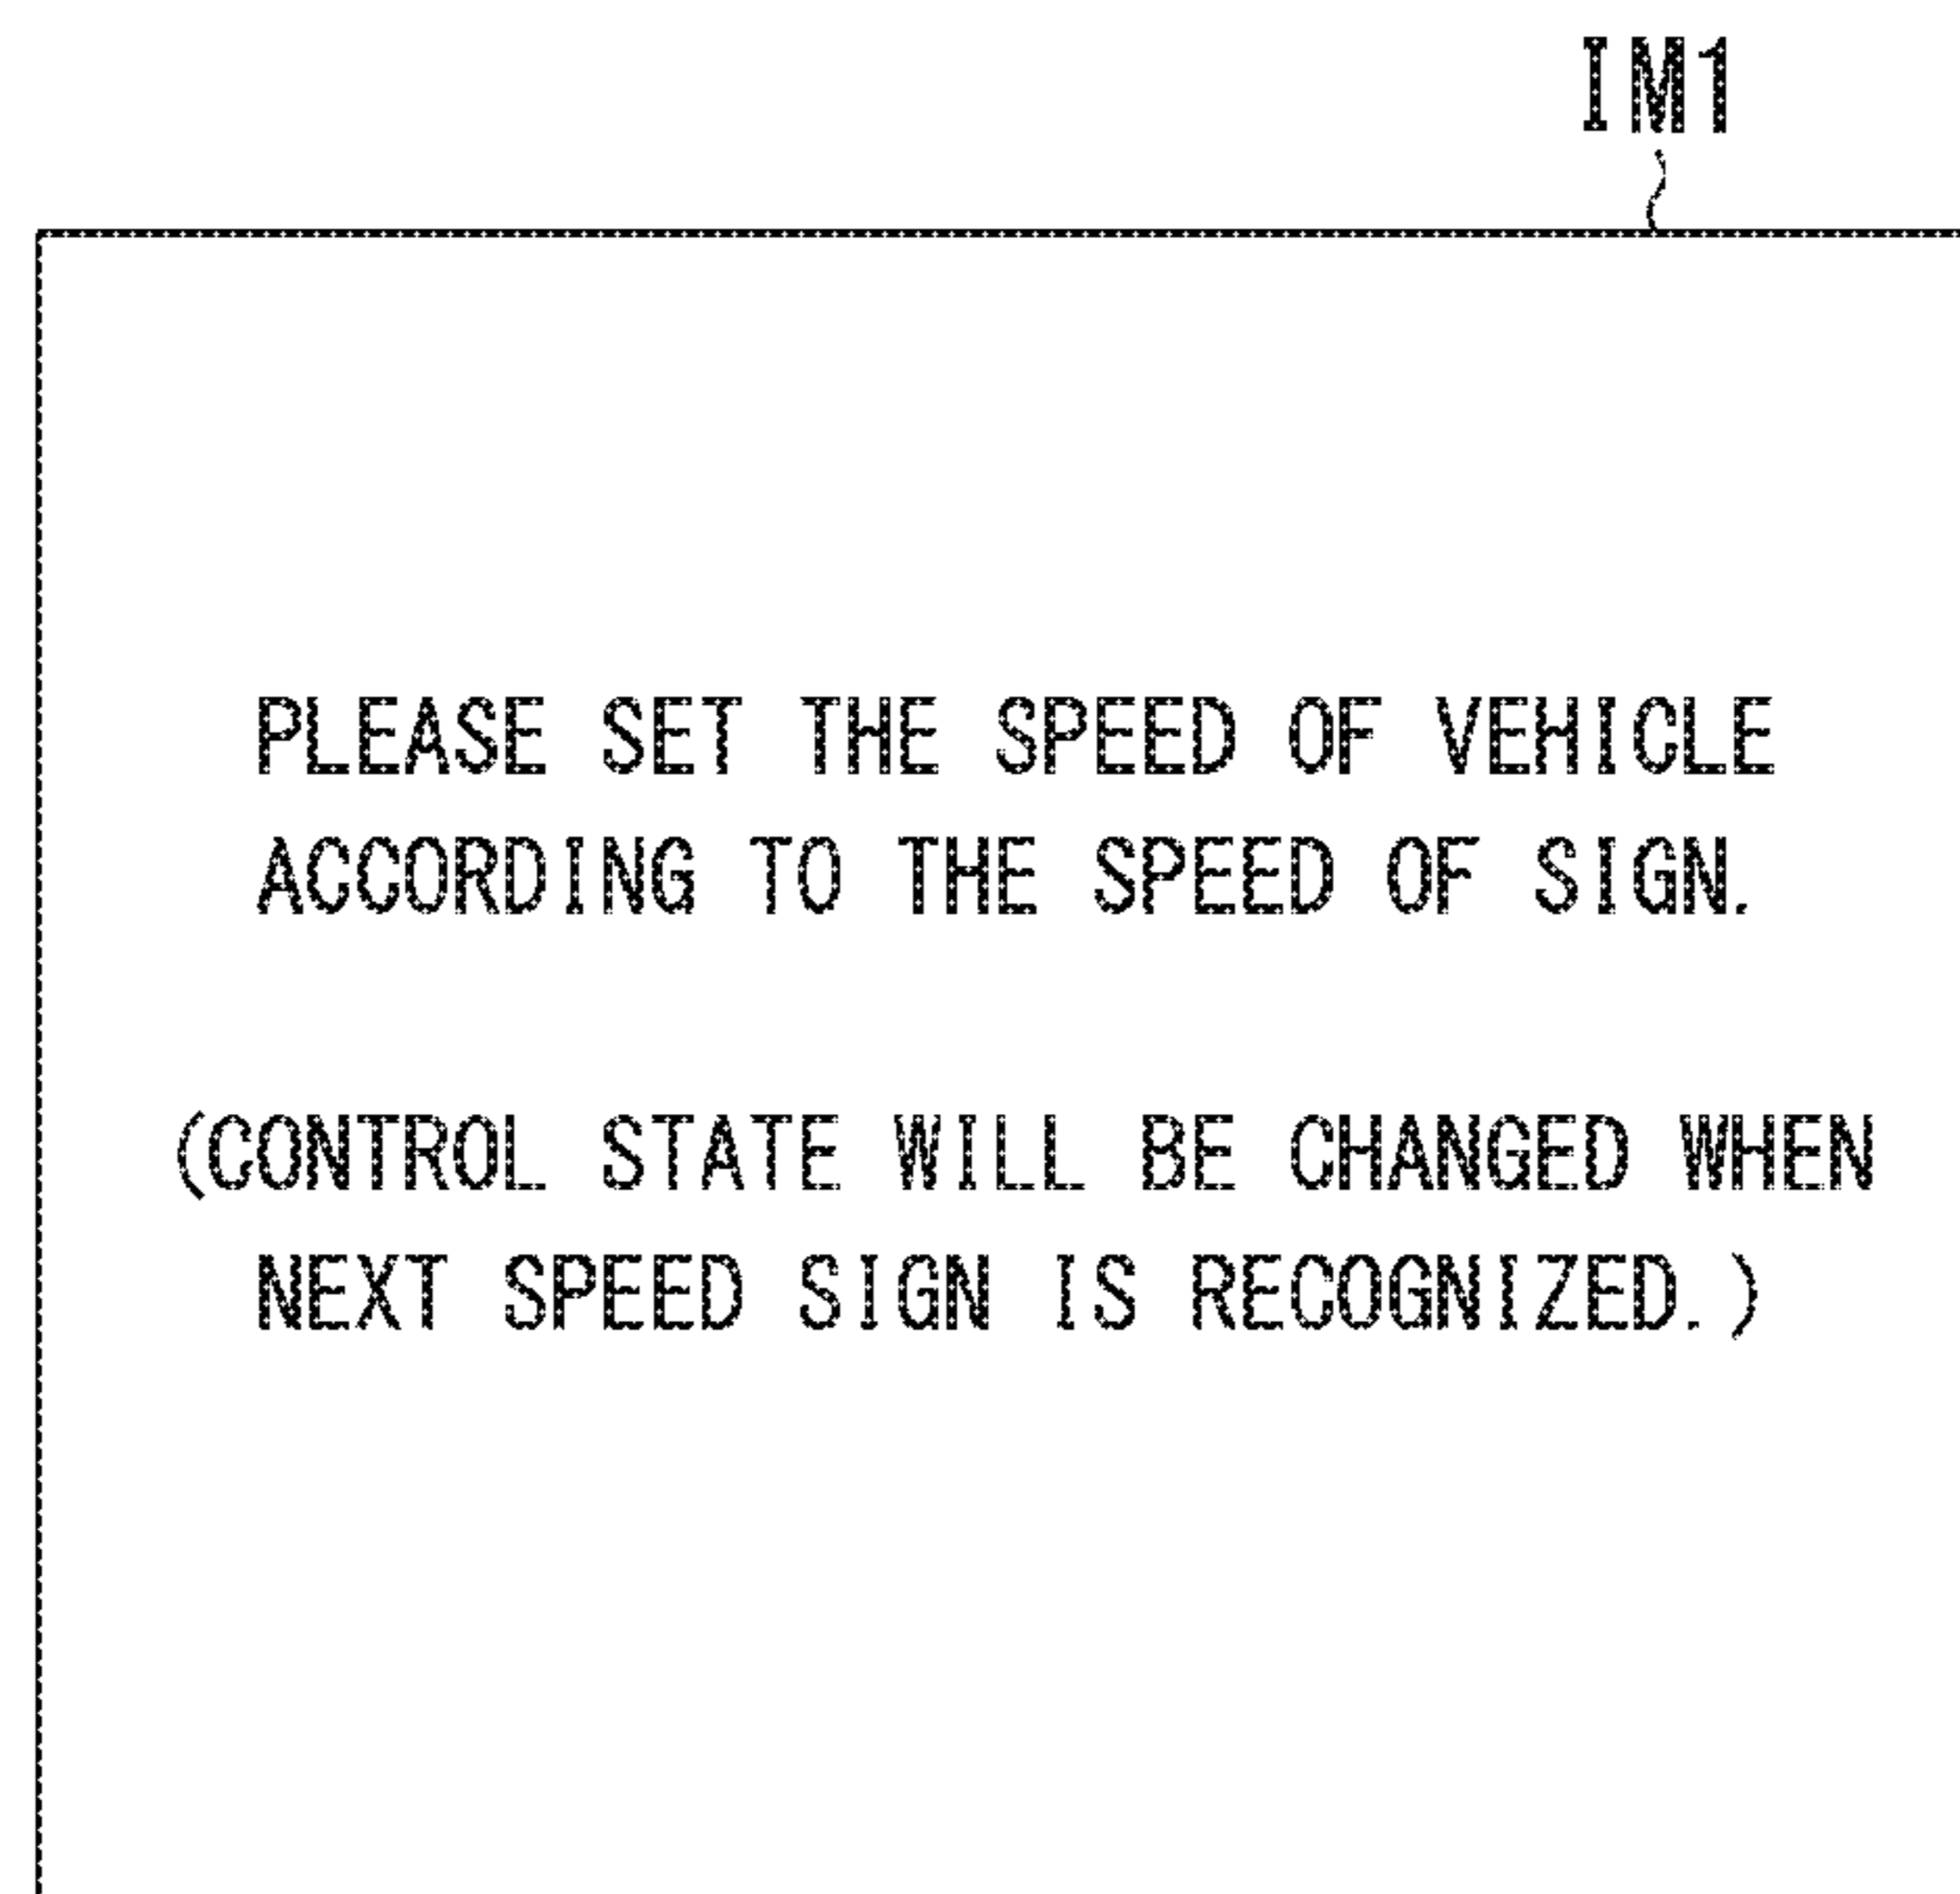 IM1
PLEASE SET THE SPEED OF VEHICLE
ACCORDING TO THE SPEED OF SIGN.
(CONTROL STATE WILL BE CHANGED WHEN
NEXT SPEED SIGN IS RECOGNIZED.)